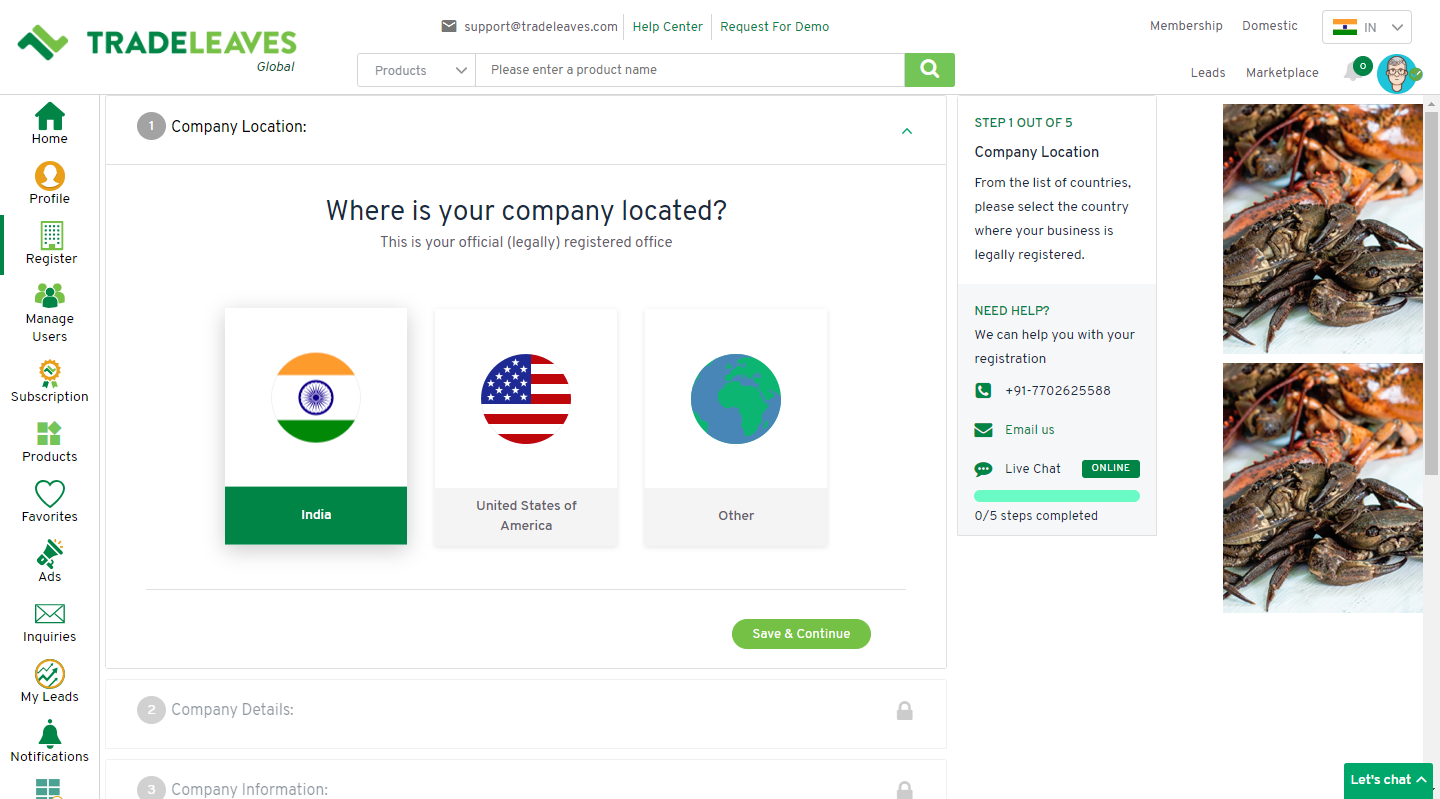 TRADELEAVES
Global
support@tradeleaves.com
Help Center
Request For Demo
Membership
Domestic
IN
Products
Please enter a product name
Leads
Marketplace
0
Home
Profile
Register
Manage
Users
Subscription
Products
Favorites
Ads
Inquiries
My Leads
Notifications
1 Company Location:
Where is your company located?
This is your official (legally) registered office
India
United States of
America
Other
Save & Continue
2 Company Details:
3 Company Information:
STEP 1 OUT OF 5
Company Location
From the list of countries,
please select the country
where your business is
legally registered.
NEED HELP?
We can help you with your
registration
+91-7702625588
Email us
Live Chat ONLINE
0/5 steps completed
Let's chat